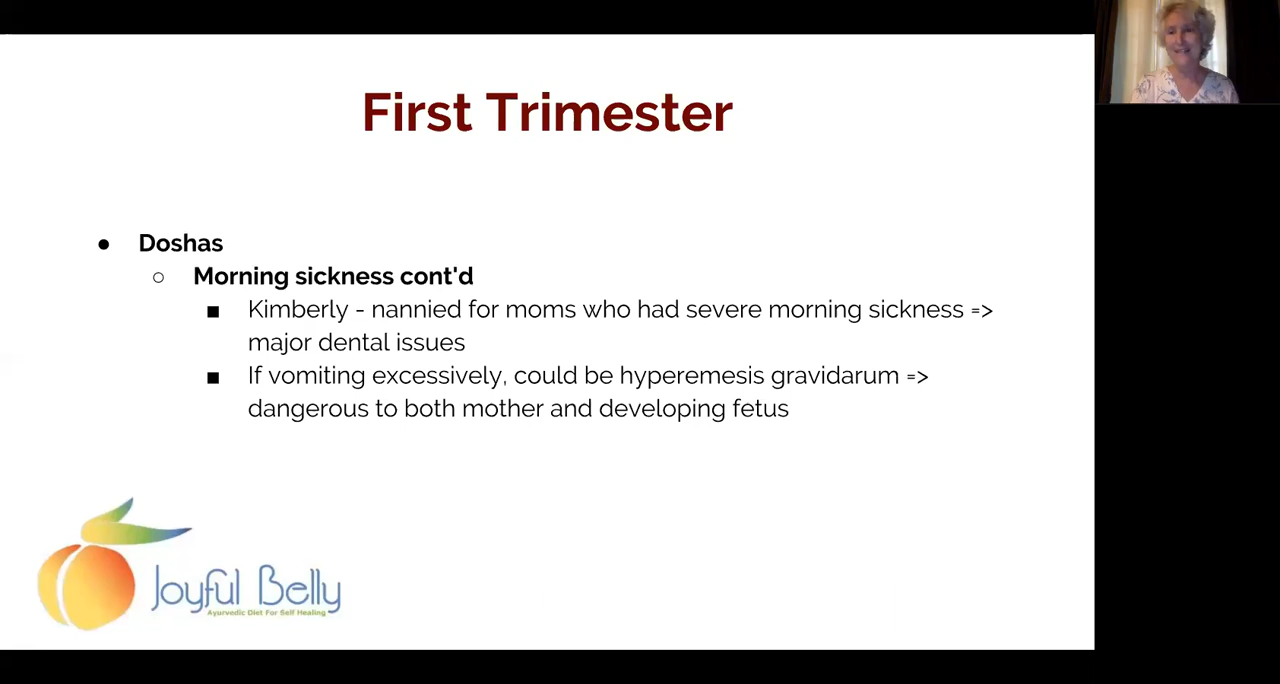 First Trimester
● Doshas
○ Morning sickness cont'd
■ Kimberly - nannied for moms who had severe morning sickness =>
major dental issues
■ If vomiting excessively, could be hyperemesis gravidarum =>
dangerous to both mother and developing fetus
Joyful Belly
Ayurvedic Diet For Self Healing